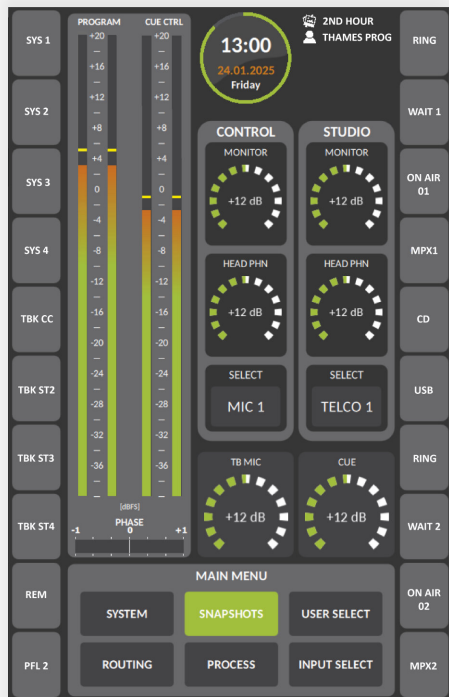 SYS 1
SYS 2
SYS 3
SYS 4
TBK CC
TBK ST2
TBK ST3
TBK ST4
REM
PFL 2
PROGRAM CUE CTRL
+20 +20
+16 +16
+12 +12
+8 +8
+4 +4
0 0
-4 -4
-8 -8
-12 -12
-16 -16
-20 -20
-24 -24
-28 -28
-32 -32
-36 -36
[dBFS]
PHASE
-1 0 +1
13:00
24.01.2025
Friday
2ND HOUR
THAMES PROG
CONTROL
MONITOR
+12 dB
HEAD PHN
+12 dB
SELECT
MIC 1
STUDIO
MONITOR
+12 dB
HEAD PHN
+12 dB
SELECT
TELCO 1
TB MIC
+12 dB
CUE
+12 dB
MAIN MENU
SYSTEM SNAPSHOTS USER SELECT
ROUTING PROCESS INPUT SELECT
RING
WAIT 1
ON AIR
01
MPX1
CD
USB
RING
WAIT 2
ON AIR
02
MPX2